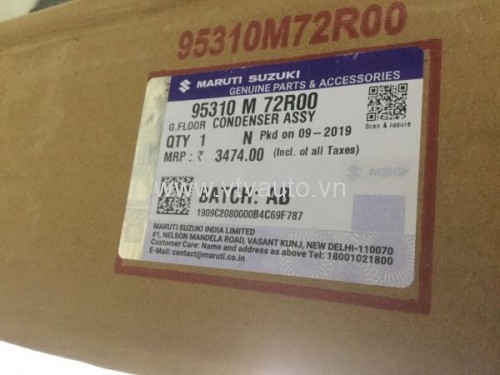 95310M72R00
MARUTI SUZUKI
GENUINE PARTS & ACCESSORIES
95310 M 72R00
G.FLOOR CONDENSER ASSY
QTY 1 N Pkd on 09-2019
MRP : ₹ 3474.00 (Incl. of all Taxes)
Scan & Assure
www.vtvauto.vn
MSGP
BATCH: AB
1909C2080000B4C69F787
MARUTI SUZUKI INDIA LIMITED
#1, NELSON MANDELA ROAD, VASANT KUNJ, NEW DELHI-110070
Customer Care: Name and address as above Tel: 18001021800
E-Mail: contact@maruti.co.in